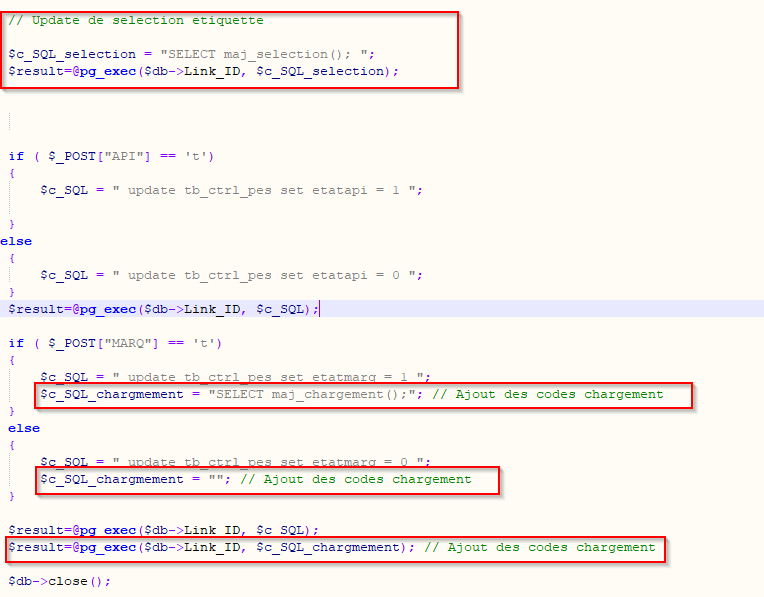 // Update de selection etiquette
$c_SQL_selection = "SELECT maj_selection(); ";
$result=@pg_exec($db->Link_ID, $c_SQL_selection);
if ( $_POST["API"] == 't')
{
$c_SQL = " update tb_ctrl_pes set etatapi = 1 ";
}
else
{
$c_SQL = " update tb_ctrl_pes set etatapi = 0 ";
}
$result=@pg_exec($db->Link_ID, $c_SQL);
if ( $_POST["MARQ"] == 't')
{
$c_SQL = " update tb_ctrl_pes set etatmarq = 1 ";
$c_SQL_chargmement = "SELECT maj_chargement();"; // Ajout des codes chargement
}
else
{
$c_SQL = " update tb_ctrl_pes set etatmarq = 0 ";
$c_SQL_chargmement = ""; // Ajout des codes chargement
}
$result=@pg_exec($db->Link_ID, $c_SQL);
$result=@pg_exec($db->Link_ID, $c_SQL_chargmement); // Ajout des codes chargement
$db->close();